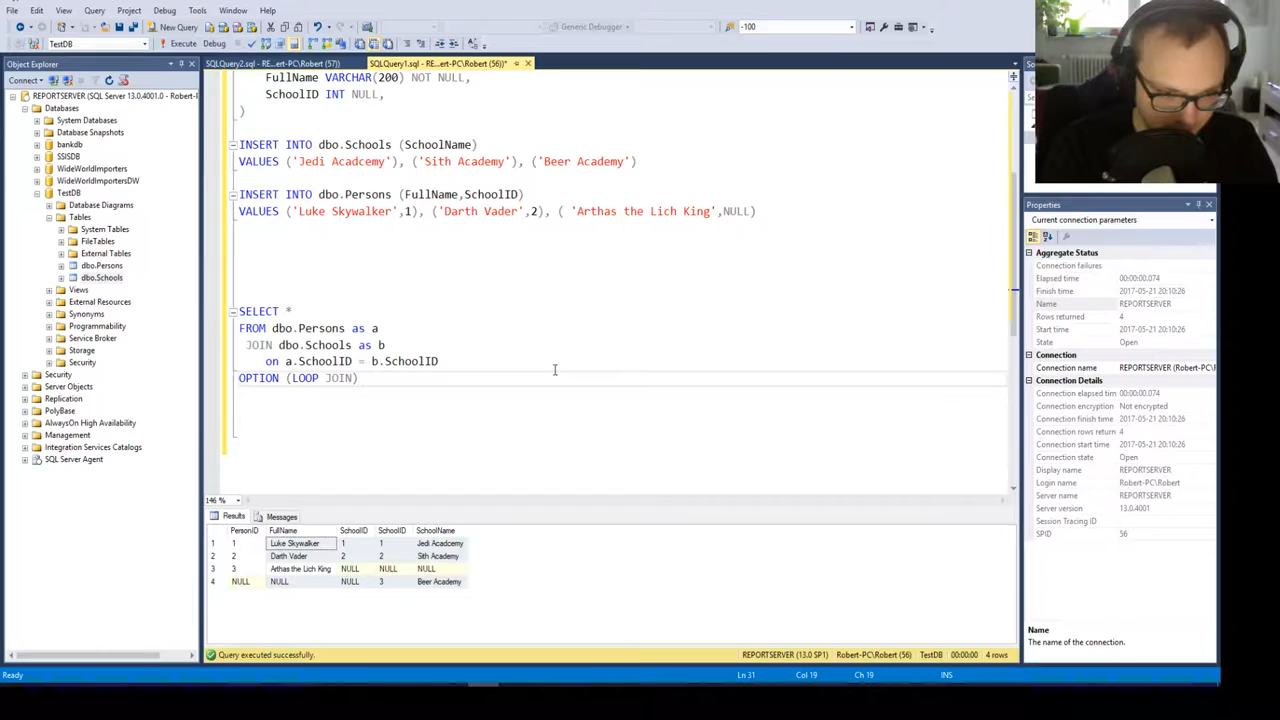 File Edit View Project Tools Window Help
New Query -100
Generic Debugger
TestDB Execute Debug
Object Explorer
SQLQuery2.sql - RE...ert-PC\Robert (57)) SQLQuery1.sql - RE...ert-PC\Robert (56))*
Connect
REPORTSERVER (SQL Server 13.0.4001.0 - Robert-P
Databases
System Databases
Database Snapshots
bankdb
SSISDB
WideWorldImporters
WideWorldImportersDW
TestDB
Database Diagrams
Tables
System Tables
FileTables
External Tables
dbo.Persons
dbo.Schools
Views
External Resources
Synonyms
Programmability
Service Broker
Storage
Security
Security
Server Objects
Replication
PolyBase
AlwaysOn High Availability
Management
Integration Services Catalogs
SQL Server Agent
FullName VARCHAR(200) NOT NULL,
SchoolID INT NULL,
)
INSERT INTO dbo.Schools (SchoolName)
VALUES ('Jedi Acadcemy'), ('Sith Academy'), ('Beer Academy')
INSERT INTO dbo.Persons (FullName,SchoolID)
VALUES ('Luke Skywalker',1), ('Darth Vader',2), ( 'Arthas the Lich King',NULL)
SELECT *
FROM dbo.Persons as a
JOIN dbo.Schools as b
on a.SchoolID = b.SchoolID
OPTION (LOOP JOIN)
146 %
Results Messages
PersonID FullName SchoolID SchoolID SchoolName
1 1 Luke Skywalker 1 1 Jedi Acadcemy
2 2 Darth Vader 2 2 Sith Academy
3 3 Arthas the Lich King NULL NULL NULL
4 NULL NULL NULL 3 Beer Academy
Query executed successfully. REPORTSERVER (13.0 SP1) Robert-PC\Robert (56) TestDB 00:00:00 4 rows
Properties
Current connection parameters
Aggregate Status
Connection failures
Elapsed time 00:00:00.074
Finish time 2017-05-21 20:10:26
Name REPORTSERVER
Rows returned 4
Start time 2017-05-21 20:10:26
State Open
Connection
Connection name REPORTSERVER (Robert-P
Connection Details
Connection elapsed tim 00:00:00.074
Connection encryption Not encrypted
Connection finish time 2017-05-21 20:10:26
Connection rows return 4
Connection start time 2017-05-21 20:10:26
Connection state Open
Display name REPORTSERVER
Login name Robert-PC\Robert
Server name REPORTSERVER
Server version 13.0.4001
Session Tracing ID
SPID 56
Name
The name of the connection.
Ready Ln 31 Col 19 Ch 19 INS